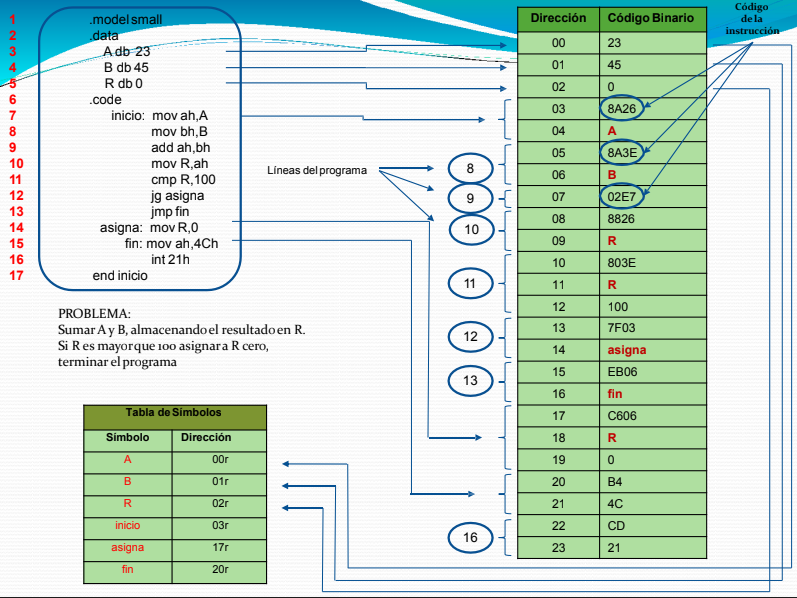 1 .model small
2 .data
3 A db 23
4 B db 45
5 R db 0
6 .code
7 inicio: mov ah,A
8 mov bh,B
9 add ah,bh
10 mov R,ah
11 cmp R,100
12 jg asigna
13 jmp fin
14 asigna: mov R,0
15 fin: mov ah,4Ch
16 int 21h
17 end inicio
PROBLEMA:
Sumar A y B, almacenando el resultado en R.
Si R es mayor que 100 asignar a R cero,
terminar el programa
Tabla de Símbolos
Símbolo Dirección
A 00r
B 01r
R 02r
inicio 03r
asigna 17r
fin 20r
Líneas del programa
8
9
10
11
12
13
16
Dirección Código Binario
00 23
01 45
02 0
03 8A26
04 A
05 8A3E
06 B
07 02E7
08 8826
09 R
10 803E
11 R
12 100
13 7F03
14 asigna
15 EB06
16 fin
17 C606
18 R
19 0
20 B4
21 4C
22 CD
23 21
Código
de la
instrucción